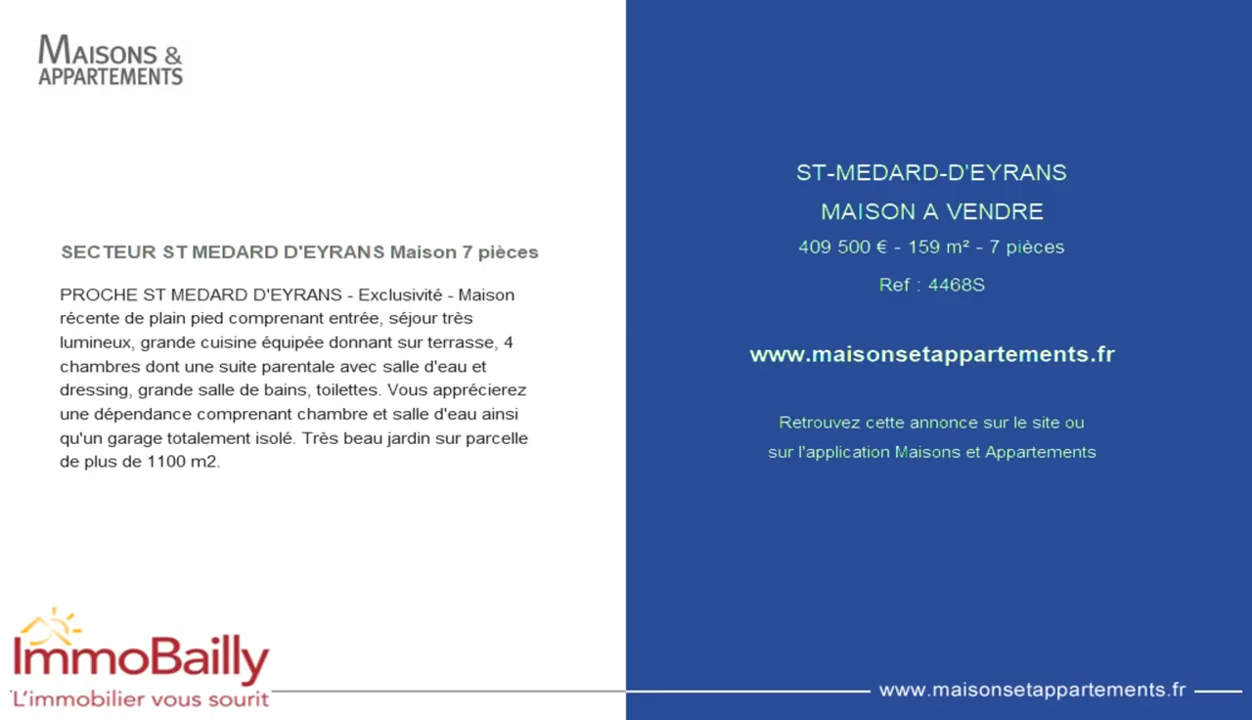 MAISONS &
APPARTEMENTS
SECTEUR ST MEDARD D'EYRANS Maison 7 pièces
PROCHE ST MEDARD D'EYRANS - Exclusivité - Maison
récente de plain pied comprenant entrée, séjour très
lumineux, grande cuisine équipée donnant sur terrasse, 4
chambres dont une suite parentale avec salle d'eau et
dressing, grande salle de bains, toilettes. Vous apprécierez
une dépendance comprenant chambre et salle d'eau ainsi
qu'un garage totalement isolé. Très beau jardin sur parcelle
de plus de 1100 m2.
ImmoBailly
L'immobilier vous sourit
ST-MEDARD-D'EYRANS
MAISON A VENDRE
409 500 € - 159 m² - 7 pièces
Ref : 4468S
www.maisonsetappartements.fr
Retrouvez cette annonce sur le site ou
sur l'application Maisons et Appartements
www.maisonsetappartements.fr